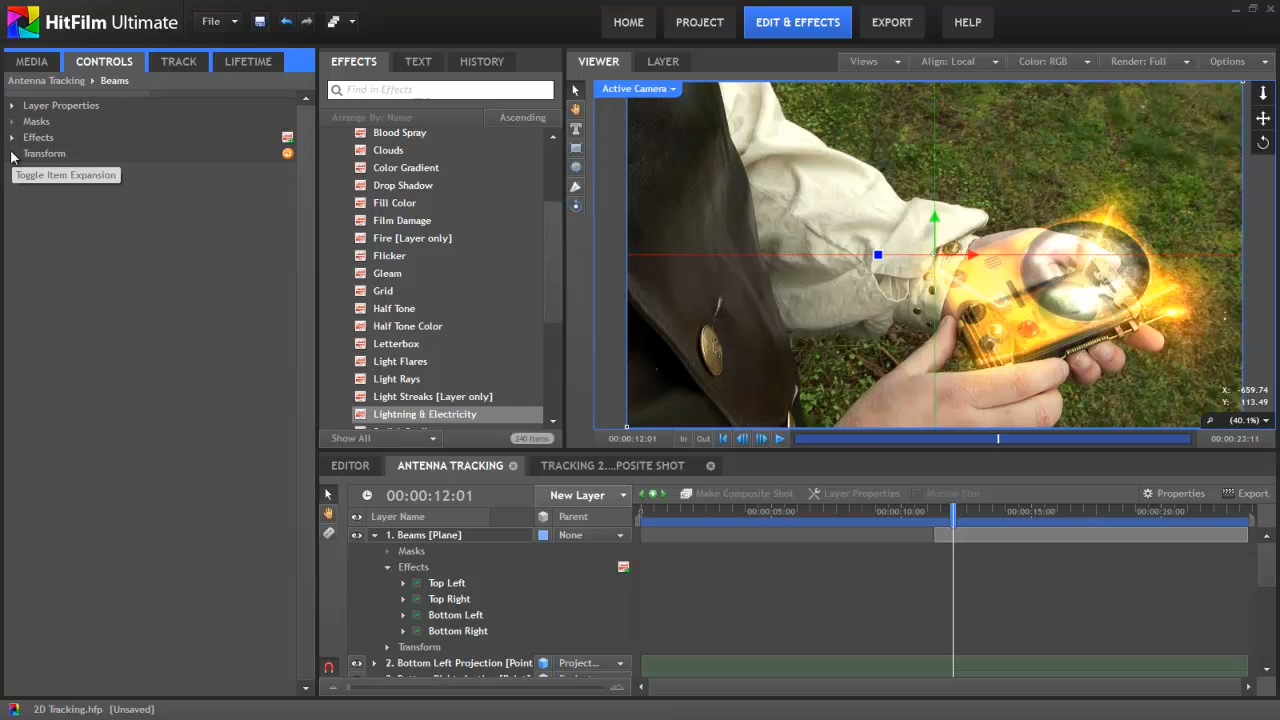 HitFilm Ultimate
File
HOME
PROJECT
EDIT & EFFECTS
EXPORT
HELP
MEDIA
CONTROLS
TRACK
LIFETIME
Antenna Tracking
Beams
Layer Properties
Masks
Effects
Transform
Toggle Item Expansion
EFFECTS
TEXT
HISTORY
Find in Effects
Arrange By: Name
Ascending
Blood Spray
Clouds
Color Gradient
Drop Shadow
Fill Color
Film Damage
Fire [Layer only]
Flicker
Gleam
Grid
Half Tone
Half Tone Color
Letterbox
Light Flares
Light Rays
Light Streaks [Layer only]
Lightning & Electricity
Show All
240 Items
VIEWER
LAYER
Views
Align: Local
Color: RGB
Render: Full
Options
Active Camera
X: -659.74
Y: 113.49
(40.1%)
00:00:12:01
In
Out
00:00:23:11
EDITOR
ANTENNA TRACKING
TRACKING 2....POSITE SHOT
00:00:12:01
New Layer
Make Composite Shot
Layer Properties
Motion Blur
Properties
Export
Layer Name
Parent
0
00:00:05:00
00:00:10:00
00:00:15:00
00:00:20:00
1. Beams [Plane]
None
Masks
Effects
Top Left
Top Right
Bottom Left
Bottom Right
Transform
2. Bottom Left Projection [Point
Project...
2D Tracking.hfp
[Unsaved]